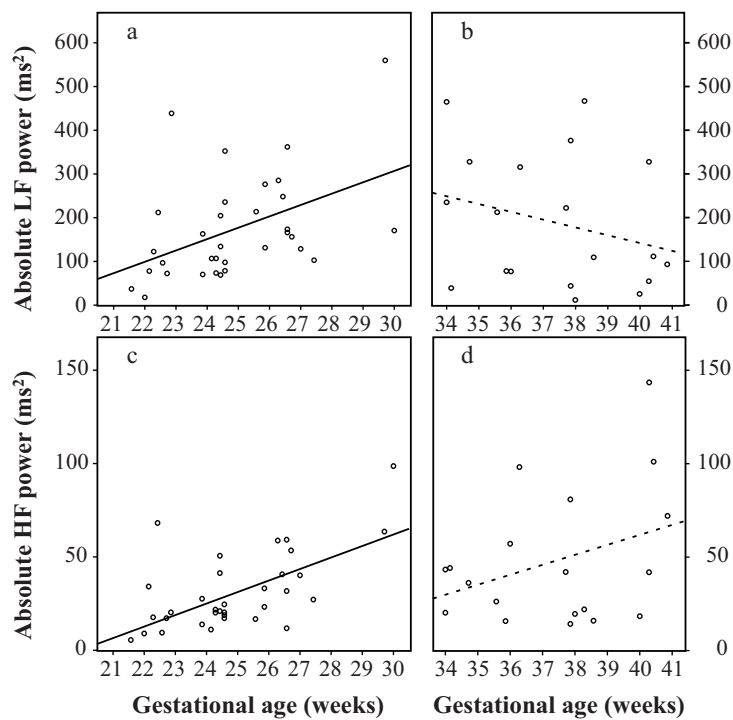 a
b
600
500
400
300
200
100
0
600
500
400
300
200
100
0
Absolute LF power (ms²)
21 22 23 24 25 26 27 28 29 30
34 35 36 37 38 39 40 41
c
d
150
100
50
0
150
100
50
0
Absolute HF power (ms²)
21 22 23 24 25 26 27 28 29 30
34 35 36 37 38 39 40 41
Gestational age (weeks)
Gestational age (weeks)